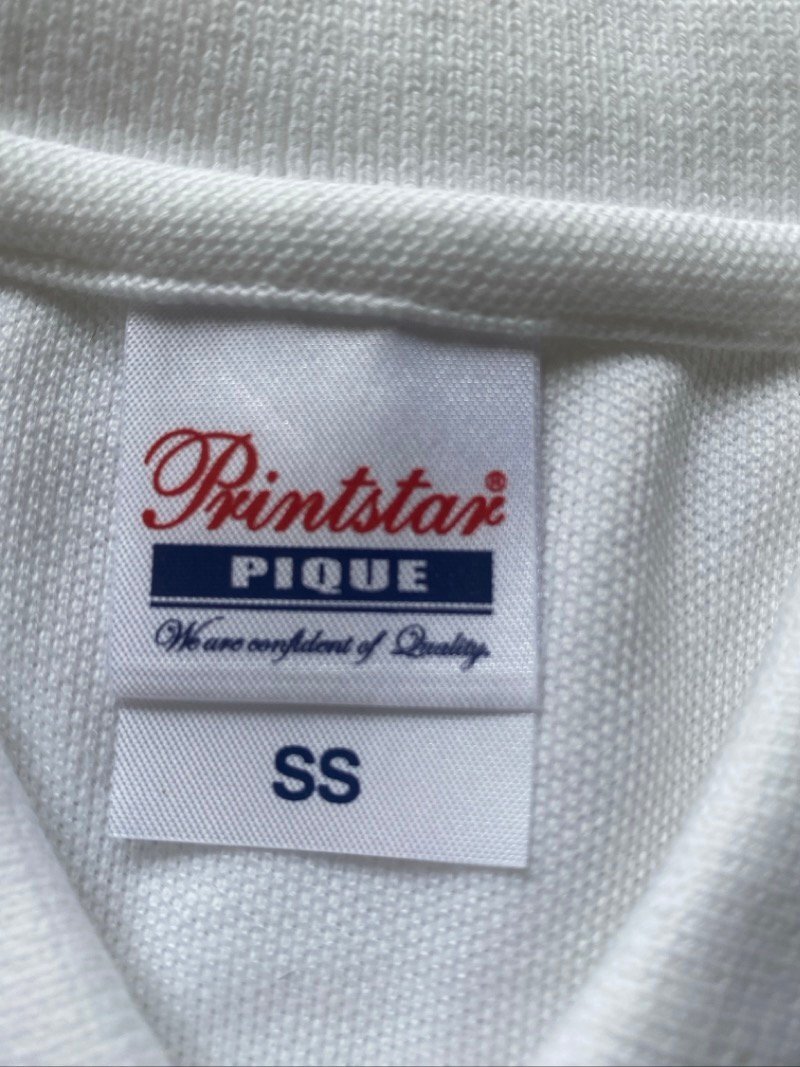 Printstar®
PIQUE
We are confident of Quality.
SS